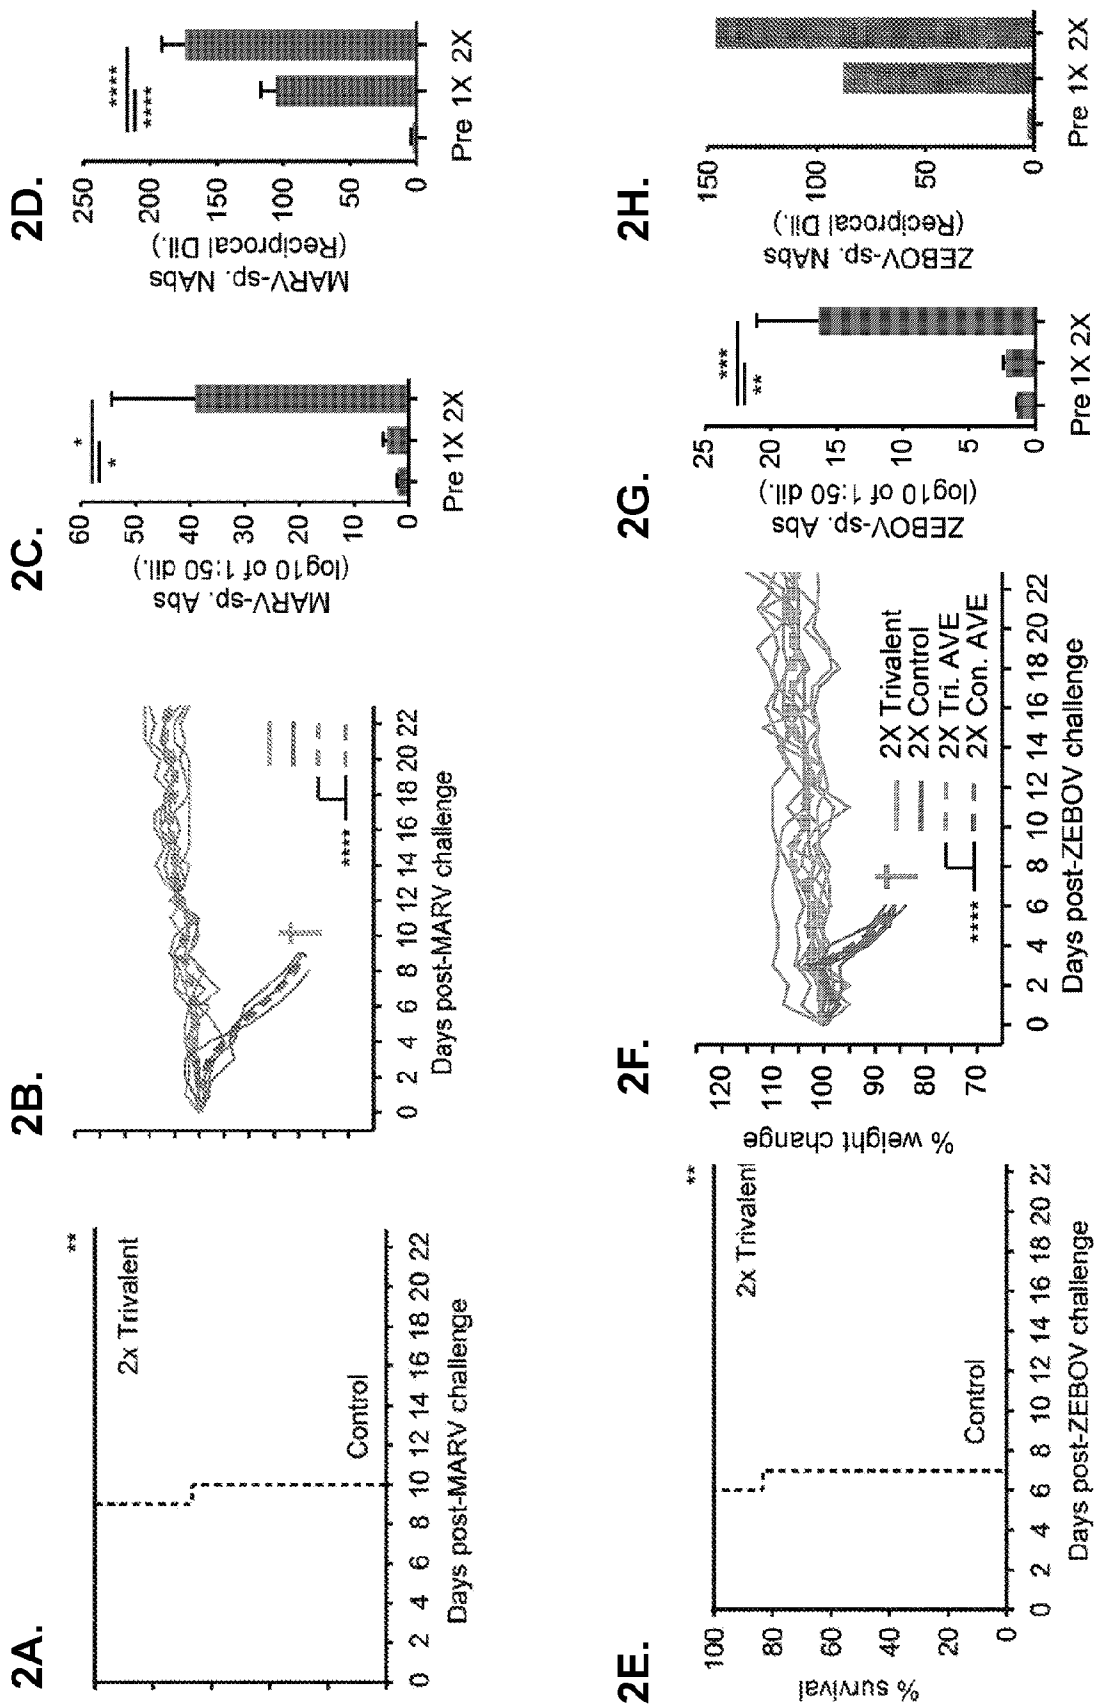 2A.
2x Trivalent
**
Control
0 2 4 6 8 10 12 14 16 18 20 22
Days post-MARV challenge
2B.
****
0 2 4 6 8 10 12 14 16 18 20 22
Days post-MARV challenge
2C.
MARV-sp. Abs
(log10 of 1:50 dil.)
60
50
40
30
20
10
0
*
*
Pre 1X 2X
2D.
MARV-sp. NAbs
(Reciprocal Dil.)
250
200
150
100
50
0
****
****
Pre 1X 2X
2E.
% survival
100
80
60
40
20
0
2x Trivalent
**
Control
0 2 4 6 8 10 12 14 16 18 20 22
Days post-ZEBOV challenge
2F.
% weight change
120
110
100
90
80
70
2X Trivalent
2X Control
2X Tri. AVE
2X Con. AVE
****
0 2 4 6 8 10 12 14 16 18 20 22
Days post-ZEBOV challenge
2G.
ZEBOV-sp. Abs
(log10 of 1:50 dil.)
25
20
15
10
5
0
***
**
Pre 1X 2X
2H.
ZEBOV-sp. NAbs
(Reciprocal Dil.)
150
100
50
0
Pre 1X 2X